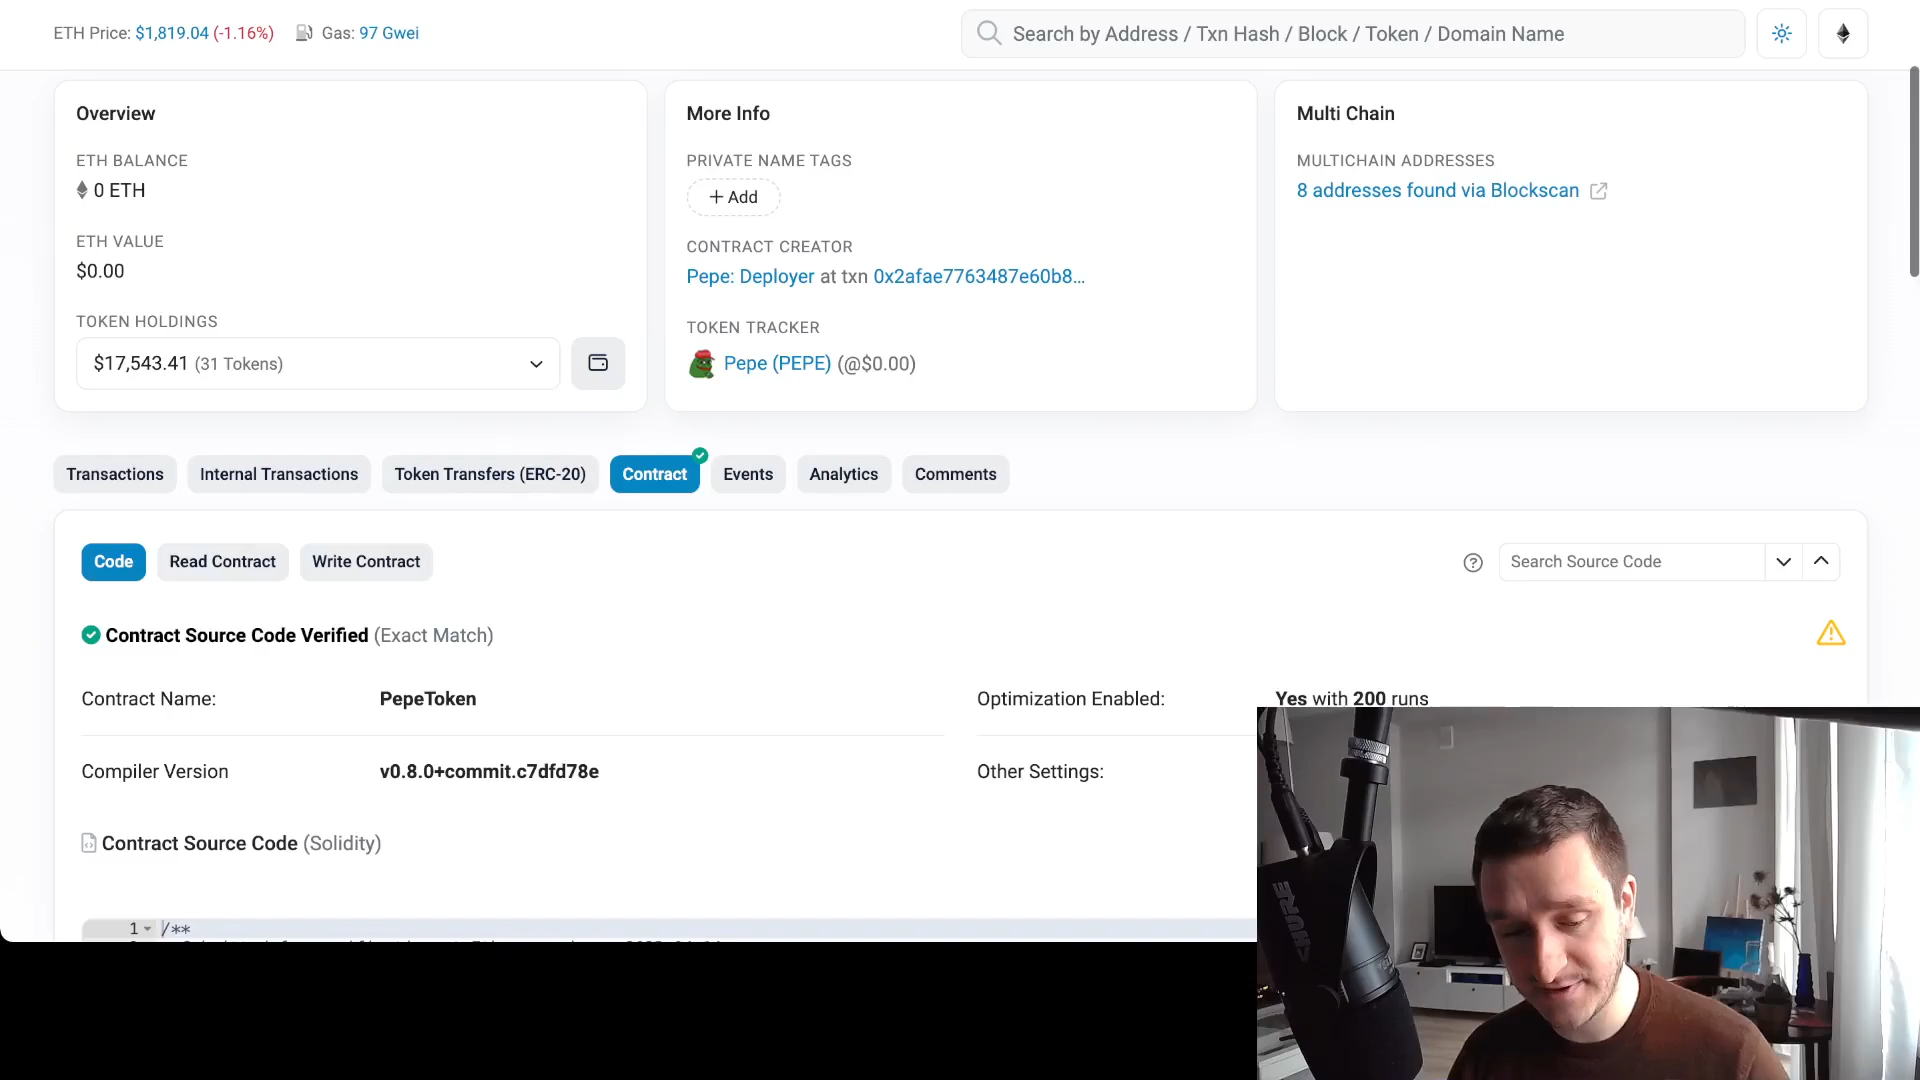 ETH Price: $1,819.04 (-1.16%) Gas: 97 Gwei
Search by Address / Txn Hash / Block / Token / Domain Name
Overview
ETH BALANCE
0 ETH
ETH VALUE
$0.00
TOKEN HOLDINGS
$17,543.41 (31 Tokens)
More Info
PRIVATE NAME TAGS
+ Add
CONTRACT CREATOR
Pepe: Deployer at txn 0x2afae7763487e60b8...
TOKEN TRACKER
Pepe (PEPE) (@$0.00)
Multi Chain
MULTICHAIN ADDRESSES
8 addresses found via Blockscan
Transactions Internal Transactions Token Transfers (ERC-20) Contract Events Analytics Comments
Code Read Contract Write Contract
Search Source Code
Contract Source Code Verified (Exact Match)
Contract Name: PepeToken
Optimization Enabled: Yes with 200 runs
Compiler Version v0.8.0+commit.c7dfd78e
Other Settings:
Contract Source Code (Solidity)
1 /**
SHURE